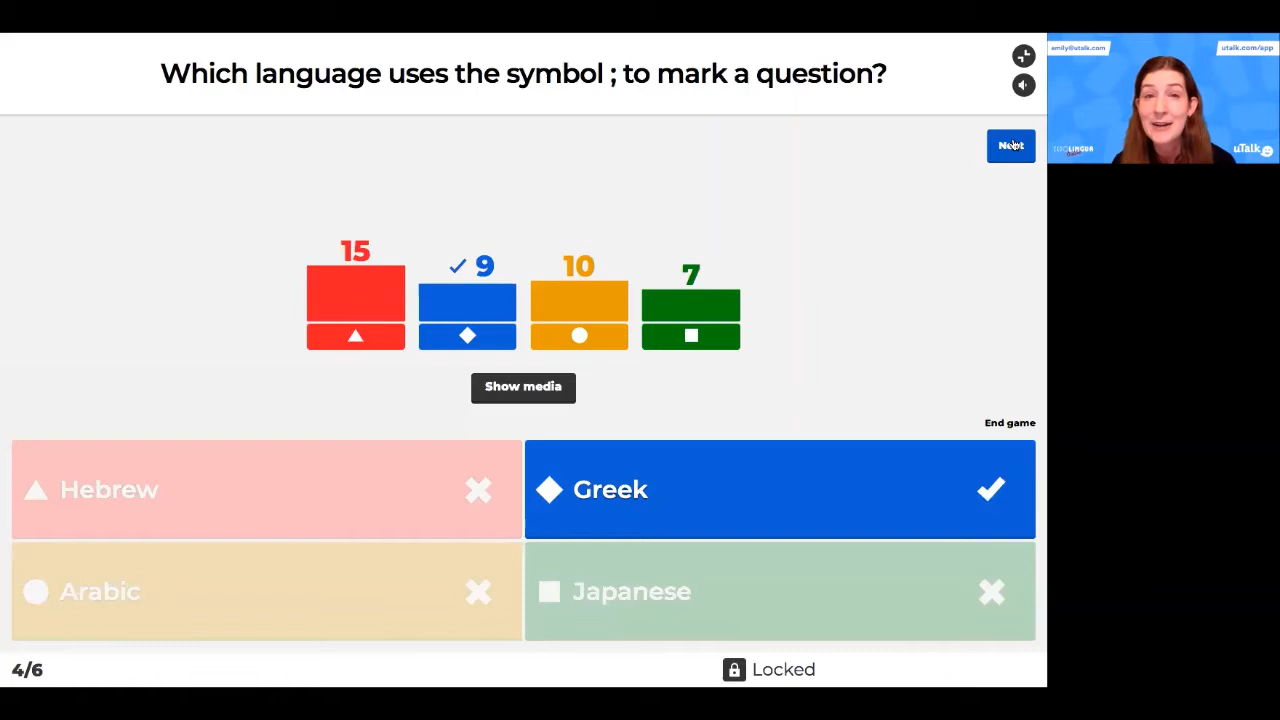 Which language uses the symbol ; to mark a question?
emily@utalk.com
utalk.com/app
uTalk
Next
15
9
10
7
Show media
End game
Hebrew
Greek
Arabic
Japanese
4/6
Locked